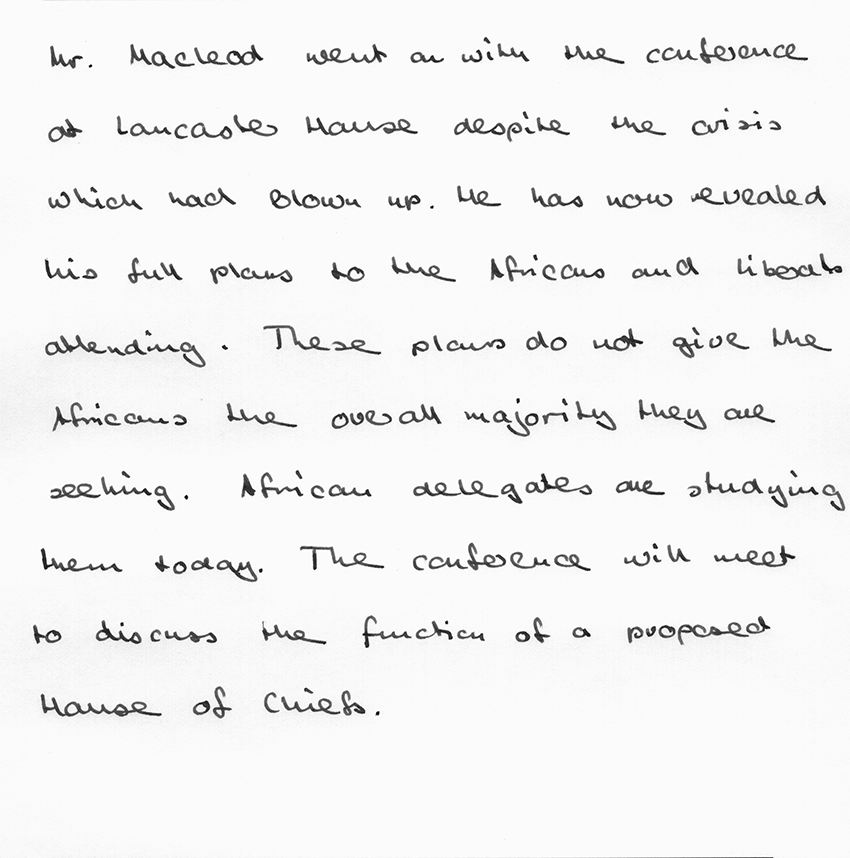 Mr. Macleod went on with the conference
at Lancaster House despite the crisis
which had blown up. He has now revealed
his full plans to the Africans and liberals
attending. These plans do not give the
Africans the overall majority they are
seeking. African delegates are studying
them today. The conference will meet
to discuss the function of a proposed
House of Chiefs.